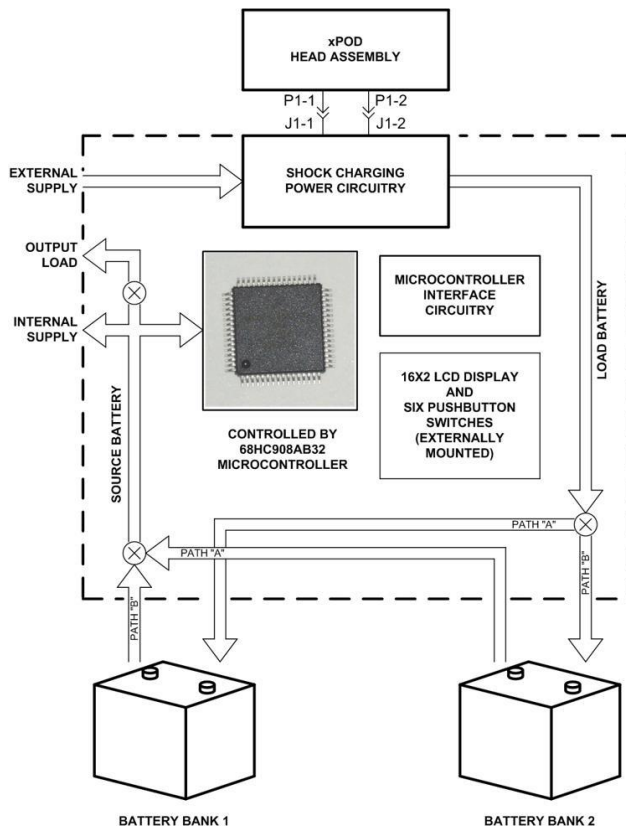 xPOD
HEAD ASSEMBLY
P1-1
P1-2
J1-1
J1-2
EXTERNAL
SUPPLY
SHOCK CHARGING
POWER CIRCUITRY
OUTPUT
LOAD
INTERNAL
SUPPLY
MICROCONTROLLER
INTERFACE
CIRCUITRY
LOAD BATTERY
16X2 LCD DISPLAY
AND
SIX PUSHBUTTON
SWITCHES
(EXTERNALLY
MOUNTED)
SOURCE BATTERY
CONTROLLED BY
68HC908AB32
MICROCONTROLLER
PATH "A"
PATH "A"
PATH "B"
PATH "B"
BATTERY BANK 1
BATTERY BANK 2